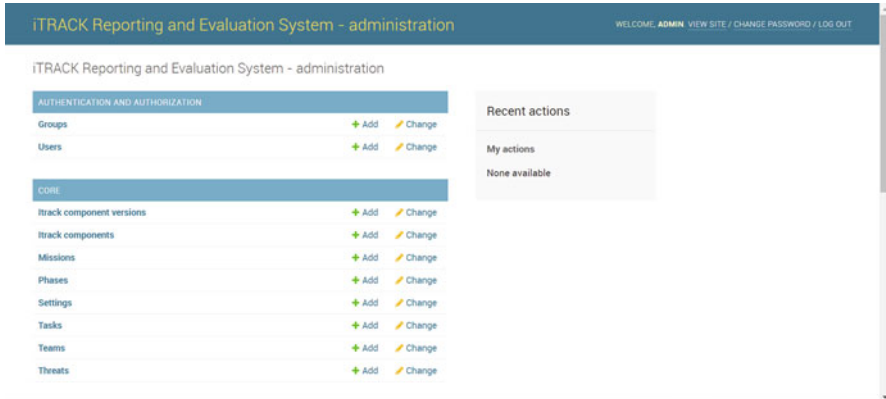 iTRACK Reporting and Evaluation System - administration
WELCOME, ADMIN. VIEW SITE / CHANGE PASSWORD / LOG OUT
iTRACK Reporting and Evaluation System - administration
AUTHENTICATION AND AUTHORIZATION
Groups + Add Change
Users + Add Change
CORE
Itrack component versions + Add Change
Itrack components + Add Change
Missions + Add Change
Phases + Add Change
Settings + Add Change
Tasks + Add Change
Teams + Add Change
Threats + Add Change
Recent actions
My actions
None available